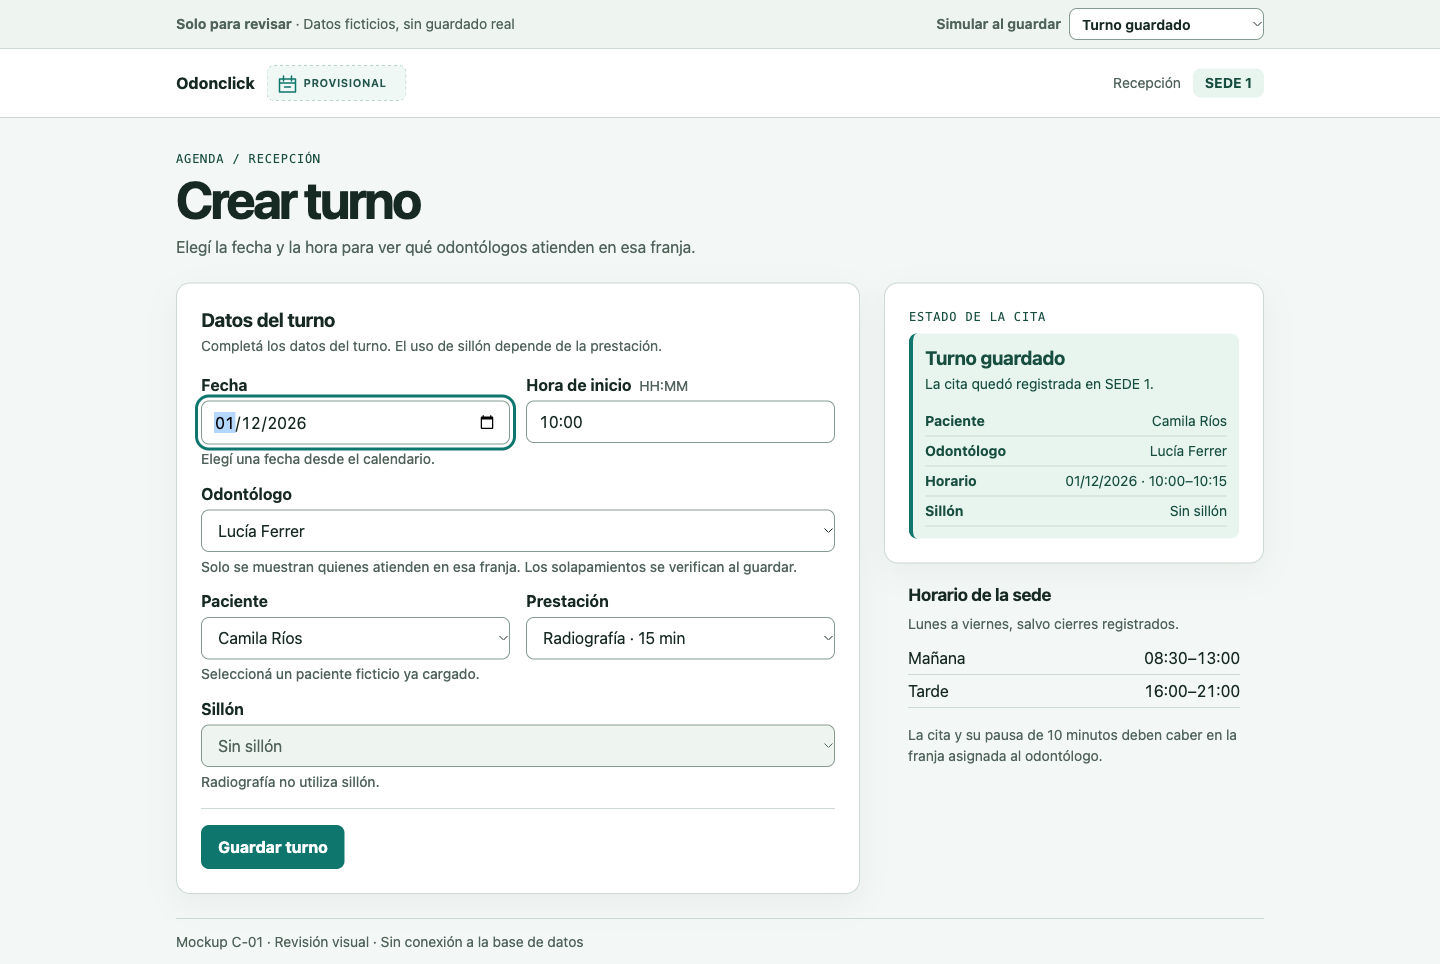 Solo para revisar · Datos ficticios, sin guardado real
Simular al guardar Turno guardado
Odonclick PROVISIONAL
Recepción SEDE 1
AGENDA / RECEPCIÓN
Crear turno
Elegí la fecha y la hora para ver qué odontólogos atienden en esa franja.
Datos del turno
Completá los datos del turno. El uso de sillón depende de la prestación.
Fecha
01/12/2026
Elegí una fecha desde el calendario.
Hora de inicio HH:MM
10:00
Odontólogo
Lucía Ferrer
Solo se muestran quienes atienden en esa franja. Los solapamientos se verifican al guardar.
Paciente
Camila Ríos
Seleccioná un paciente ficticio ya cargado.
Prestación
Radiografía · 15 min
Sillón
Sin sillón
Radiografía no utiliza sillón.
Guardar turno
ESTADO DE LA CITA
Turno guardado
La cita quedó registrada en SEDE 1.
Paciente Camila Ríos
Odontólogo Lucía Ferrer
Horario 01/12/2026 · 10:00–10:15
Sillón Sin sillón
Horario de la sede
Lunes a viernes, salvo cierres registrados.
Mañana 08:30–13:00
Tarde 16:00–21:00
La cita y su pausa de 10 minutos deben caber en la
franja asignada al odontólogo.
Mockup C-01 · Revisión visual · Sin conexión a la base de datos